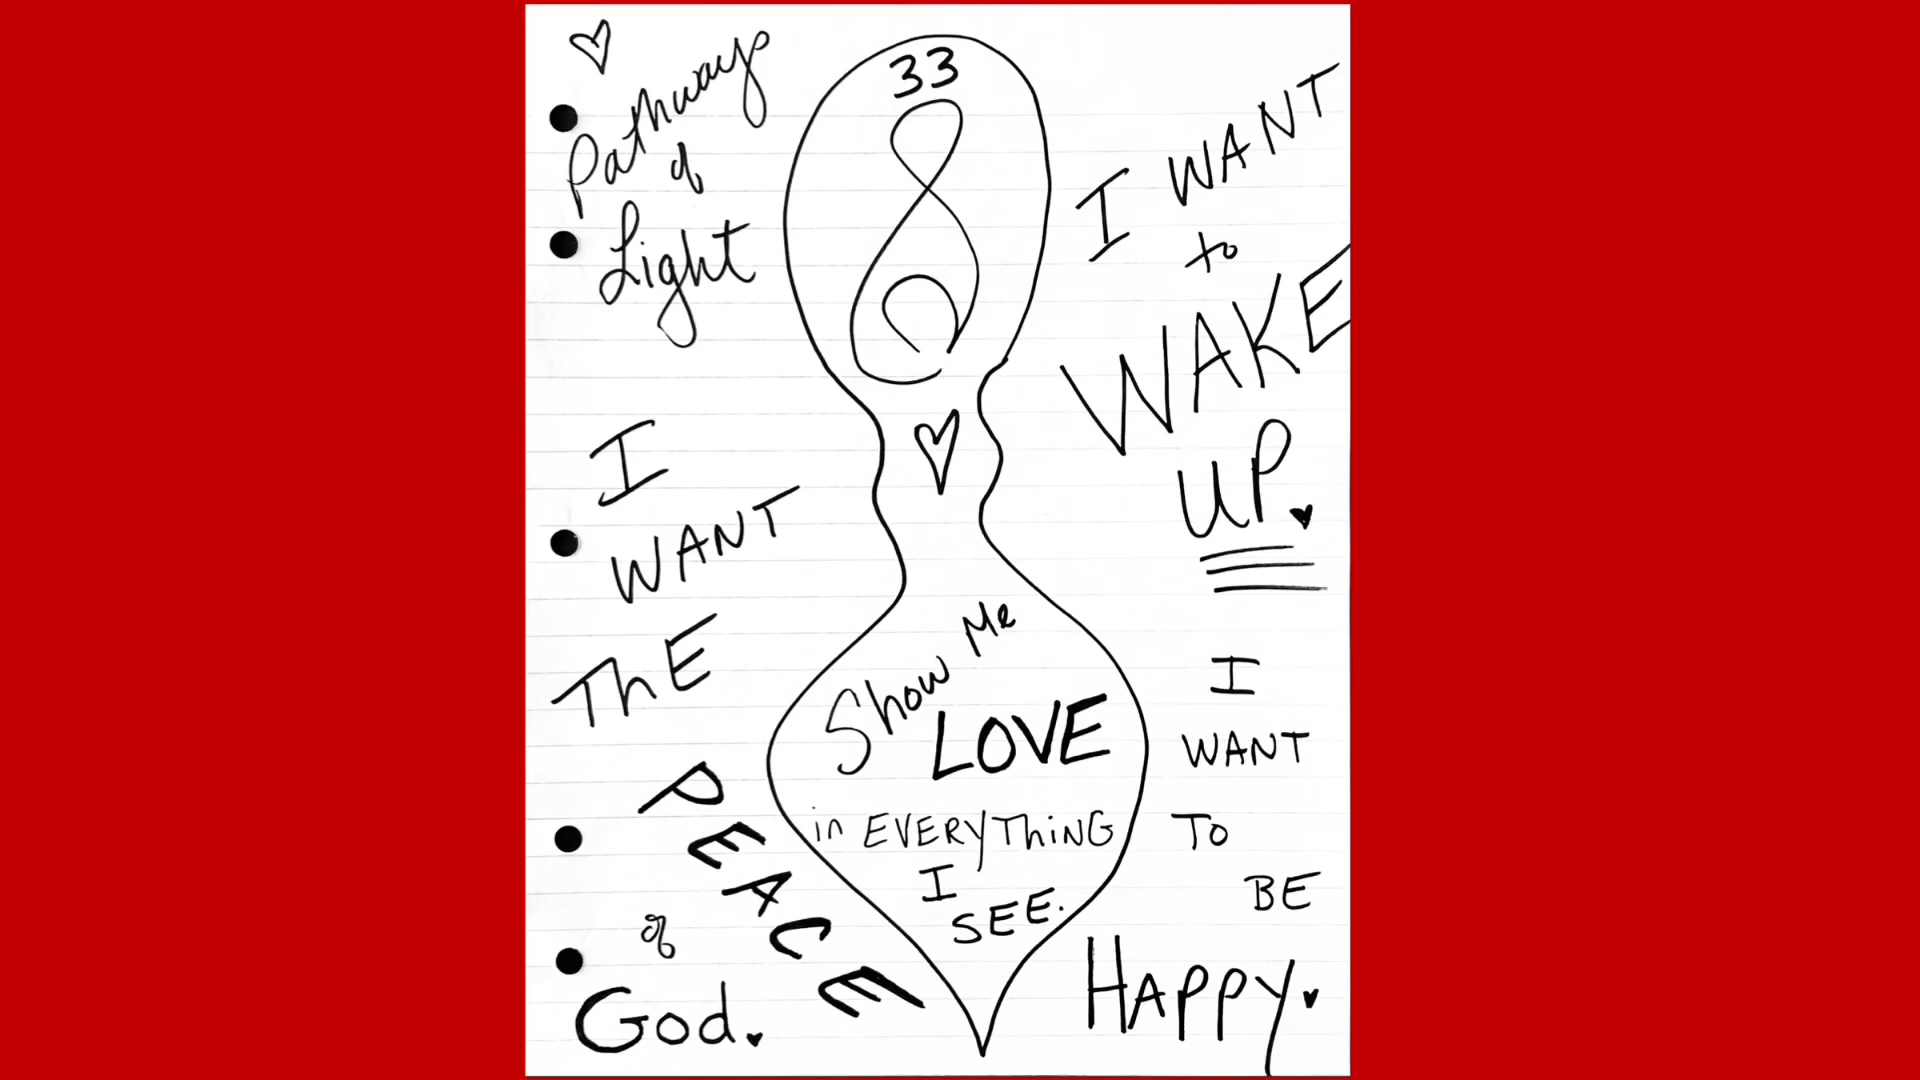 Pathways
of
Light
I
WANT
ThE
PEACE
of
God.
33
Show Me
LOVE
in EVERYThiNG
I
SEE.
I WANT
to
WAKE
UP.
I
WANT
TO
BE
HAPPY.